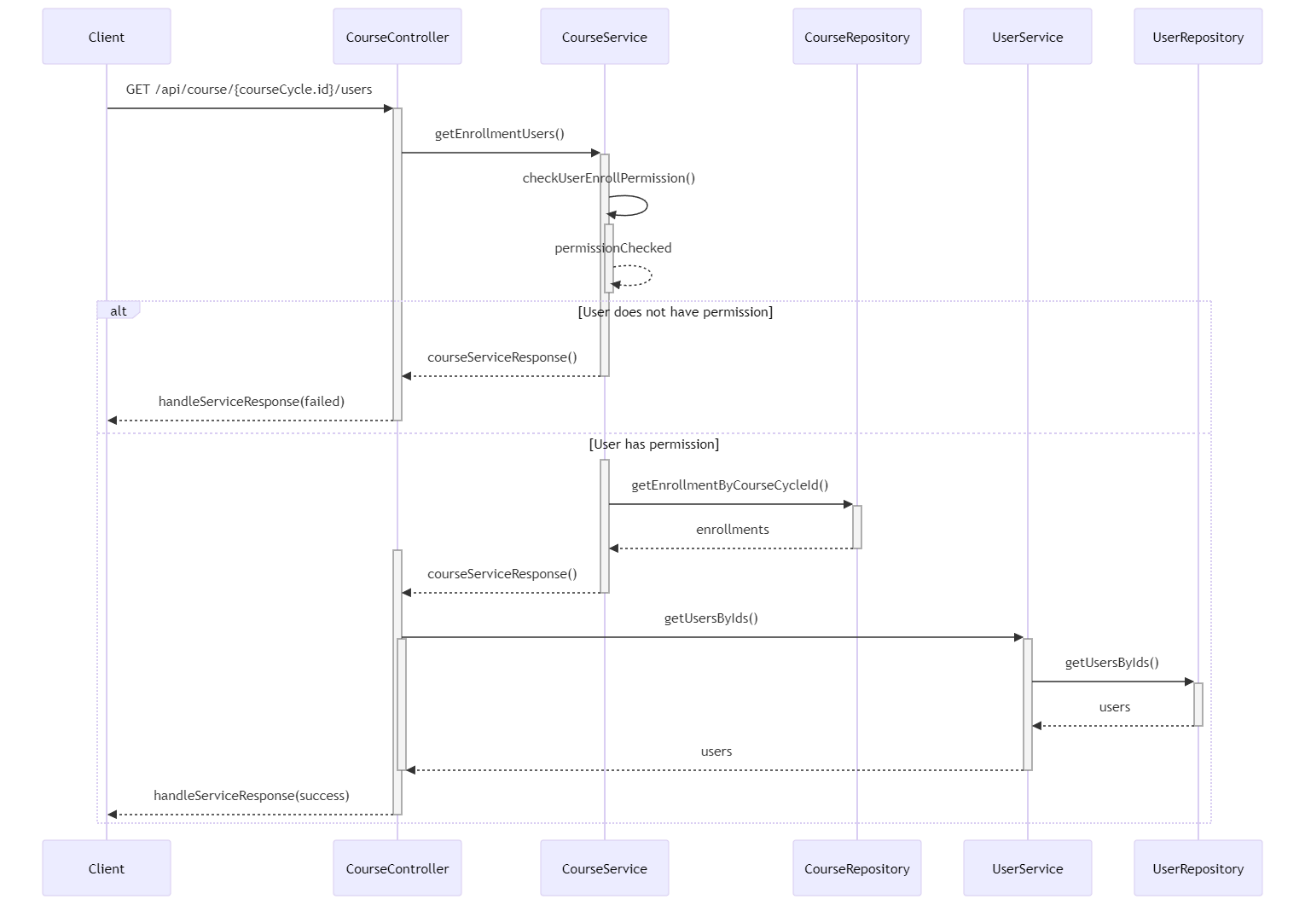 Client
CourseController
CourseService
CourseRepository
UserService
UserRepository
GET /api/course/{courseCycle.id}/users
getEnrollmentUsers()
checkUserEnrollPermission()
permissionChecked
alt
[User does not have permission]
courseServiceResponse()
handleServiceResponse(failed)
[User has permission]
getEnrollmentByCourseCycleId()
enrollments
courseServiceResponse()
getUsersByIds()
getUsersByIds()
users
users
handleServiceResponse(success)
Client
CourseController
CourseService
CourseRepository
UserService
UserRepository